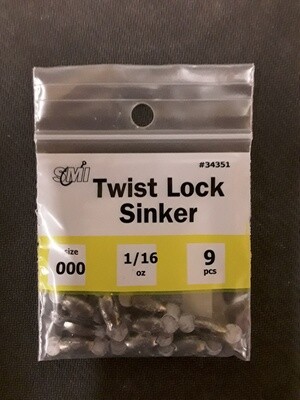 #34351
SMI
Twist Lock
Sinker
size
000
1/16
oz
9
pcs